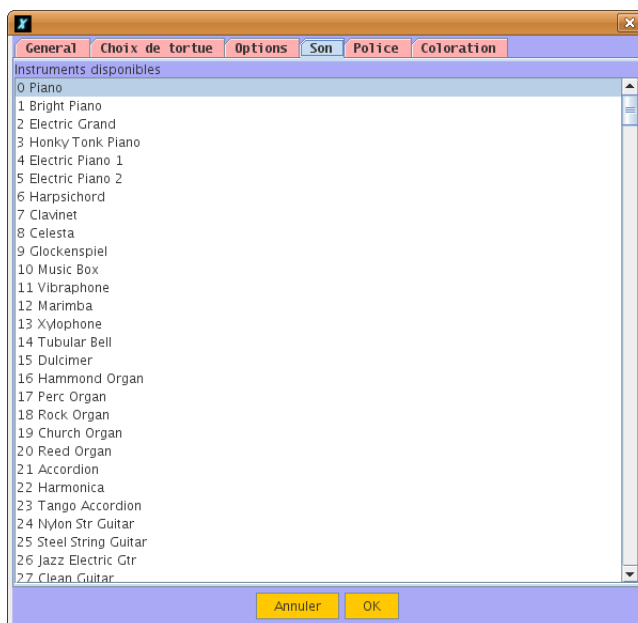 General Choix de tortue Options Son Police Coloration
Instruments disponibles
0 Piano
1 Bright Piano
2 Electric Grand
3 Honky Tonk Piano
4 Electric Piano 1
5 Electric Piano 2
6 Harpsichord
7 Clavinet
8 Celesta
9 Glockenspiel
10 Music Box
11 Vibraphone
12 Marimba
13 Xylophone
14 Tubular Bell
15 Dulcimer
16 Hammond Organ
17 Perc Organ
18 Rock Organ
19 Church Organ
20 Reed Organ
21 Accordion
22 Harmonica
23 Tango Accordion
24 Nylon Str Guitar
25 Steel String Guitar
26 Jazz Electric Gtr
27 Clean Guitar
Annuler OK